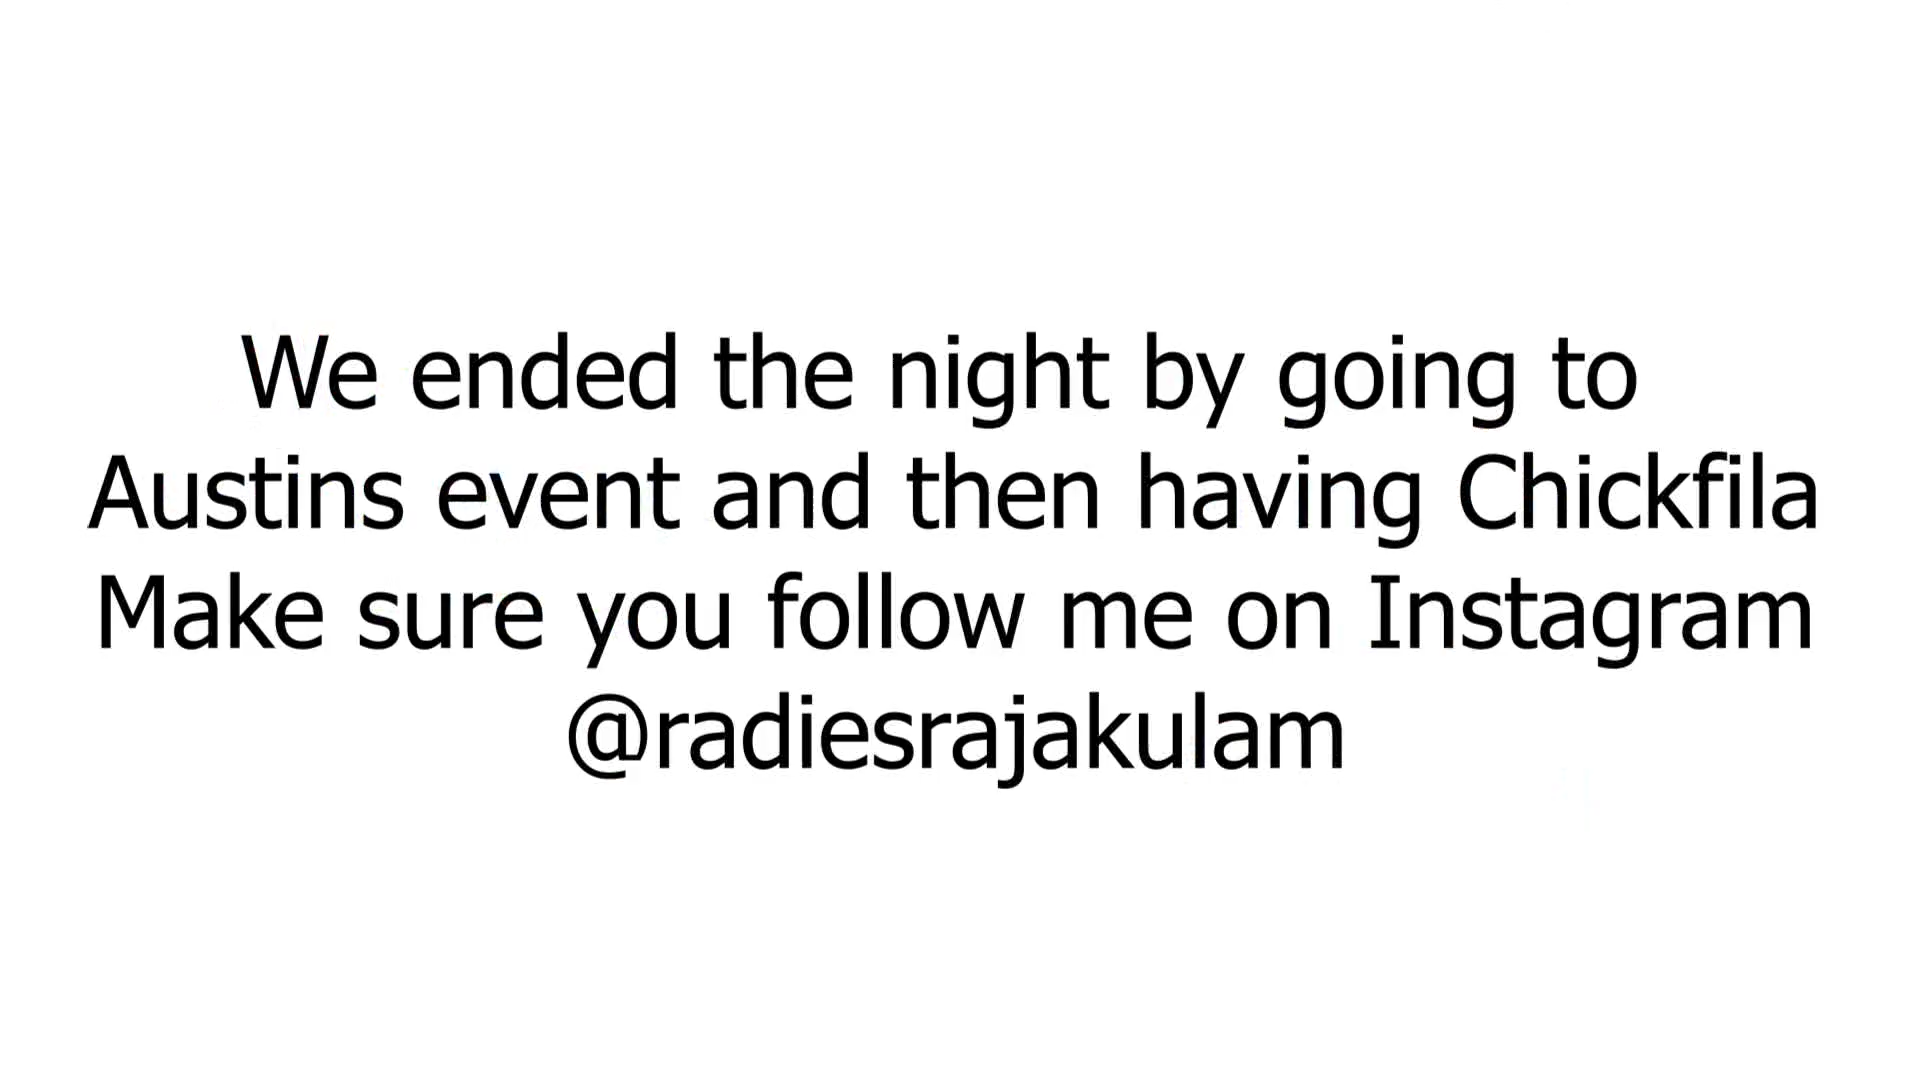 We ended the night by going to
Austins event and then having Chickfila
Make sure you follow me on Instagram
@radiesrajakulam